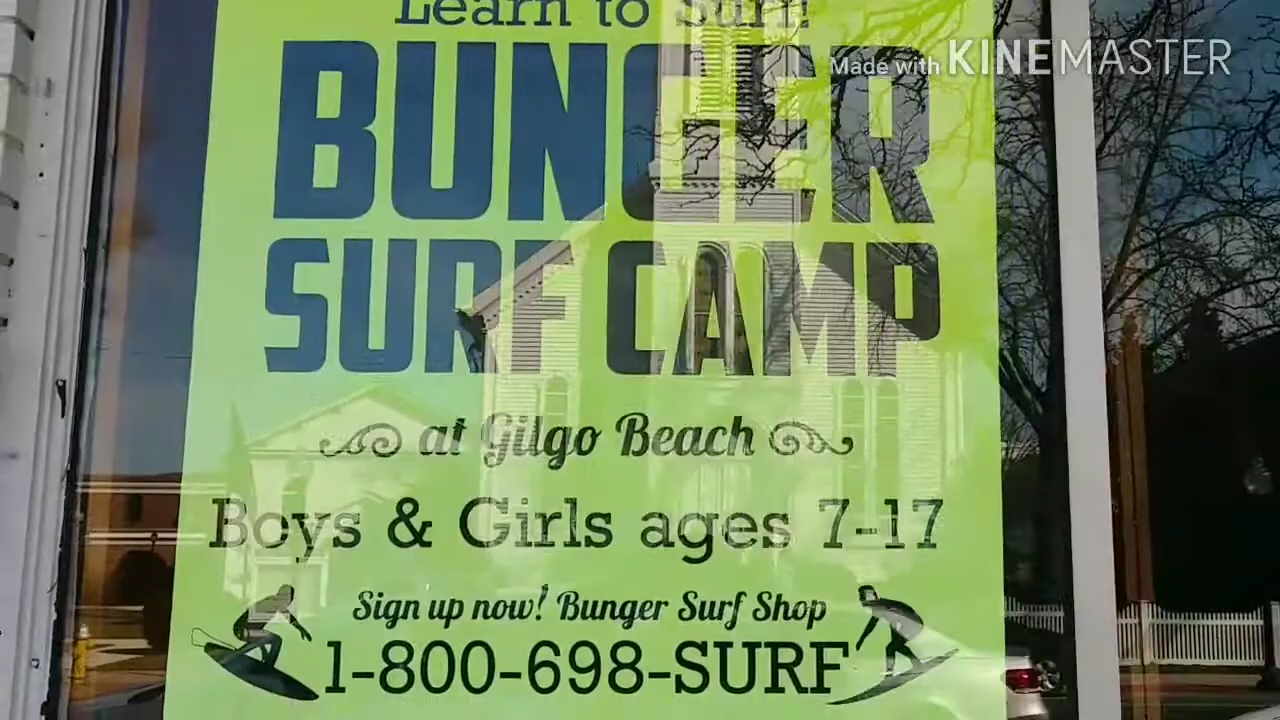 Learn to Surf!
Made with KINEMASTER
BUNGER
SURF CAMP
at Gilgo Beach
Boys & Girls ages 7-17
Sign up now! Bunger Surf Shop
1-800-698-SURF